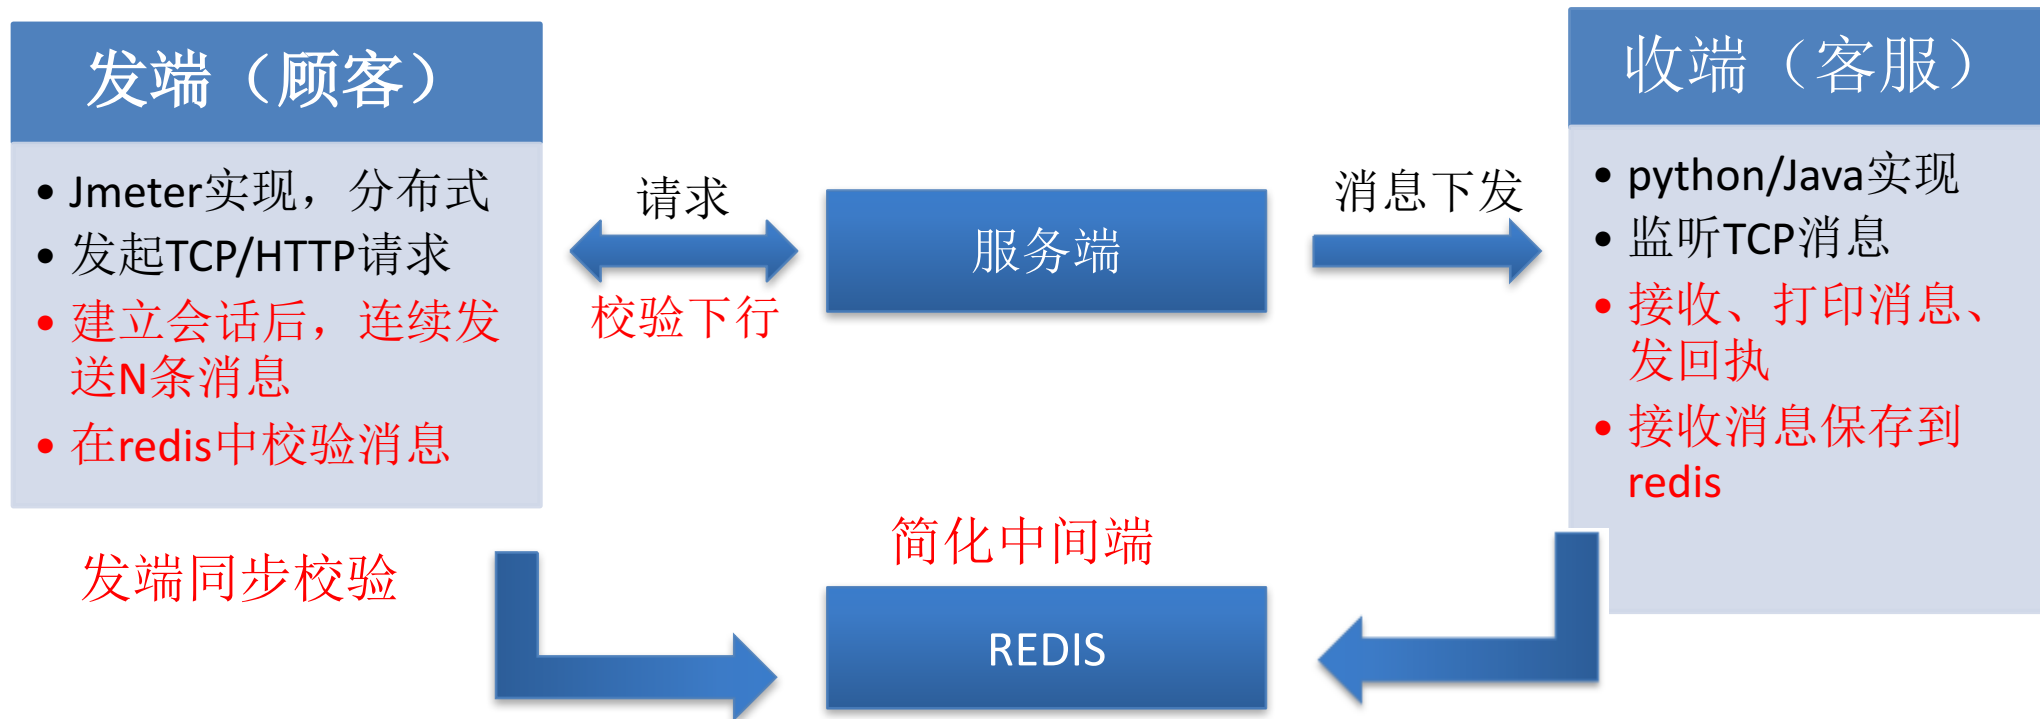 发端（顾客）
• Jmeter实现，分布式
• 发起TCP/HTTP请求
• 建立会话后，连续发
送N条消息
• 在redis中校验消息
请求
校验下行
服务端
消息下发
收端（客服）
• python/Java实现
• 监听TCP消息
• 接收、打印消息、
发回执
• 接收消息保存到
redis
发端同步校验
简化中间端
REDIS